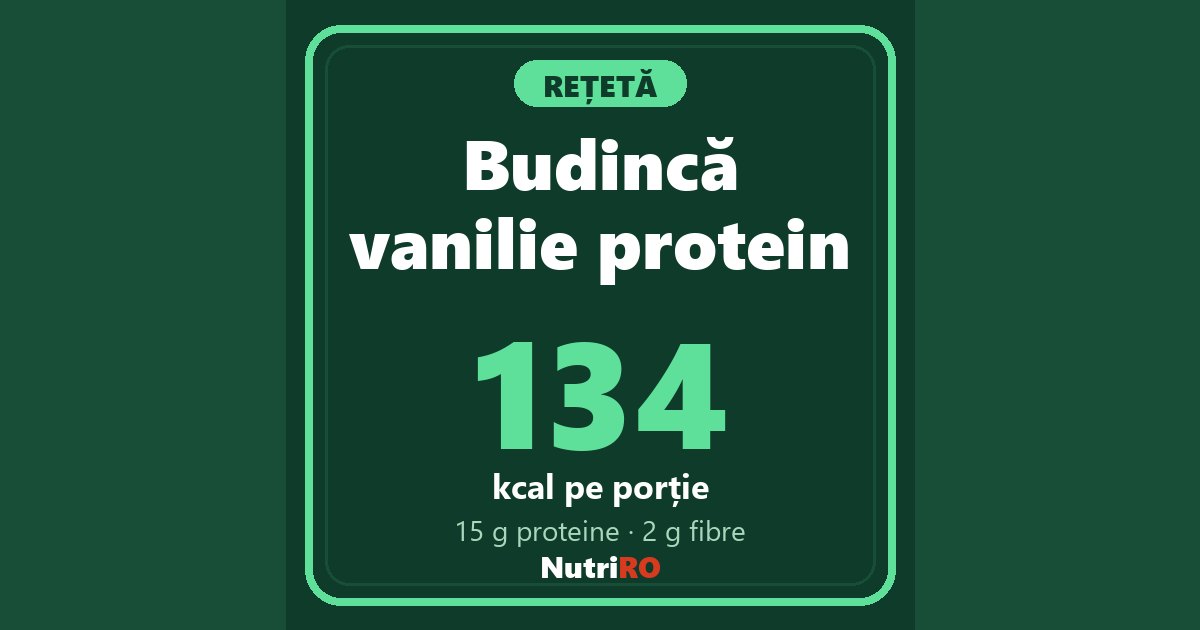 REȚETĂ
Budincă
vanilie protein
134
kcal pe porție
15 g proteine · 2 g fibre
NutriRO